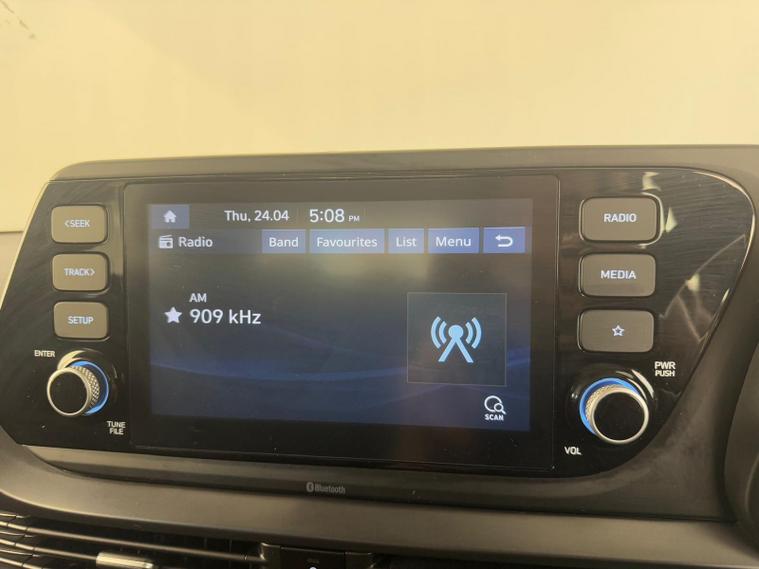 <SEEK
TRACK>
SETUP
ENTER
TUNE
FILE
Thu, 24.04 5:08 PM
Radio Band Favourites List Menu
AM
909 kHz
SCAN
RADIO
MEDIA
PWR
PUSH
VOL
Bluetooth